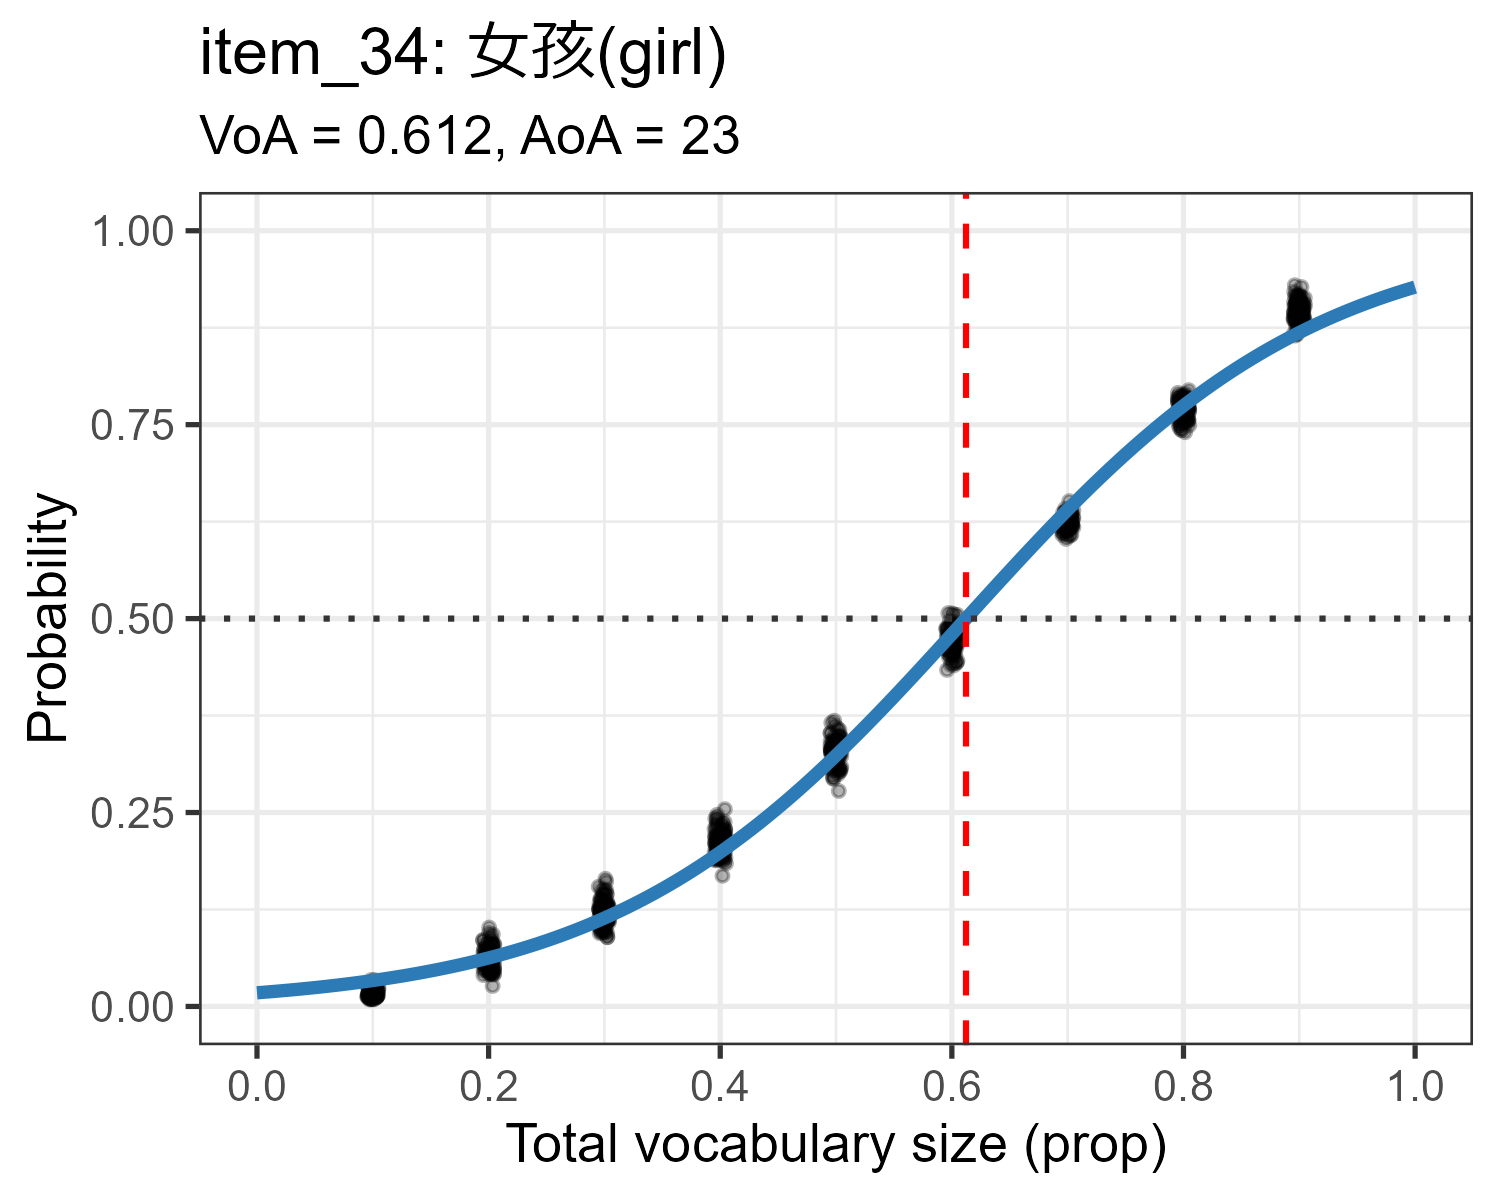 item_34: 女孩(girl)
VoA = 0.612, AoA = 23
1.00
0.75
0.50
0.25
0.00
Probability
0.0 0.2 0.4 0.6 0.8 1.0
Total vocabulary size (prop)